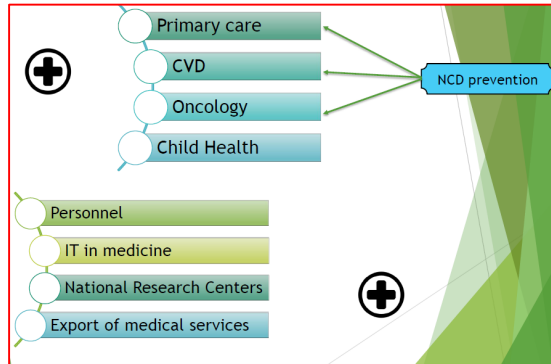 Primary care
CVD
NCD prevention
Oncology
Child Health
Personnel
IT in medicine
National Research Centers
Export of medical services